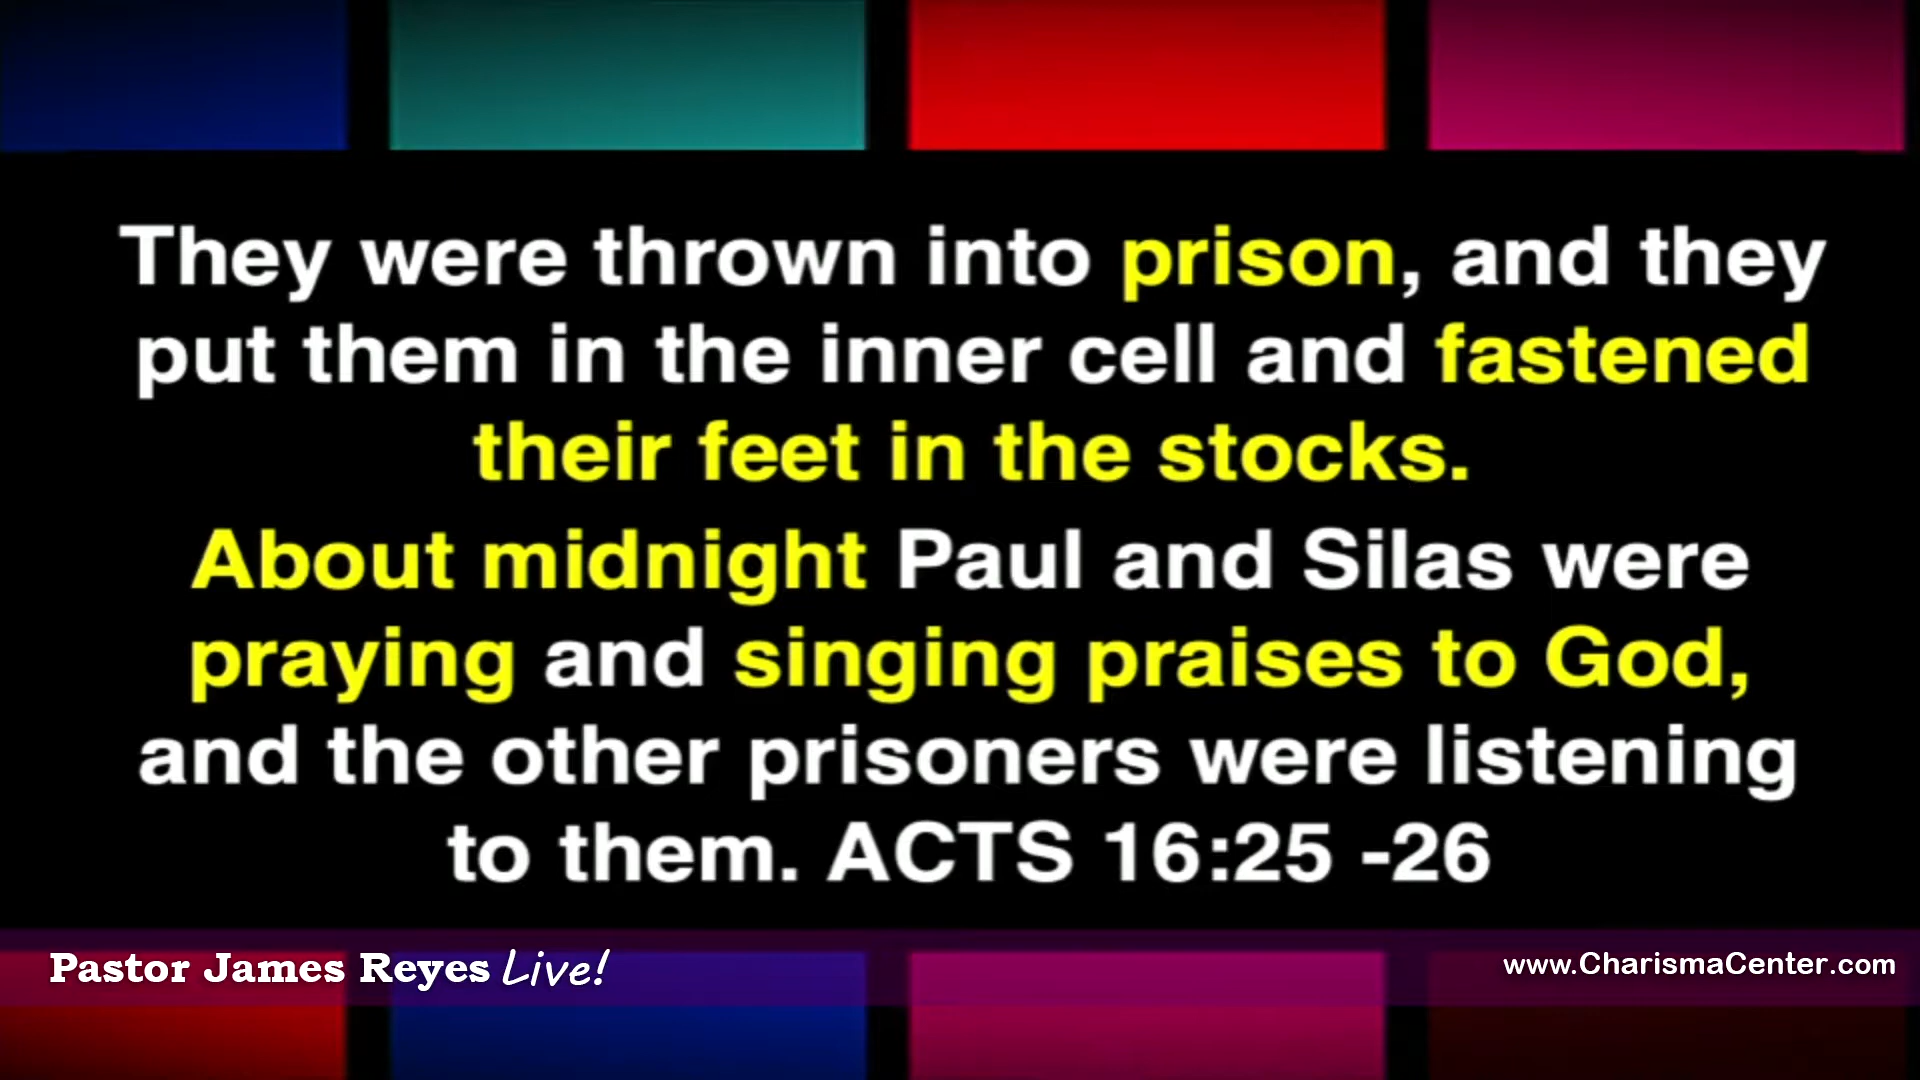 They were thrown into prison, and they
put them in the inner cell and fastened
their feet in the stocks.
About midnight Paul and Silas were
praying and singing praises to God,
and the other prisoners were listening
to them. ACTS 16:25 -26
Pastor James Reyes Live!
www.CharismaCenter.com